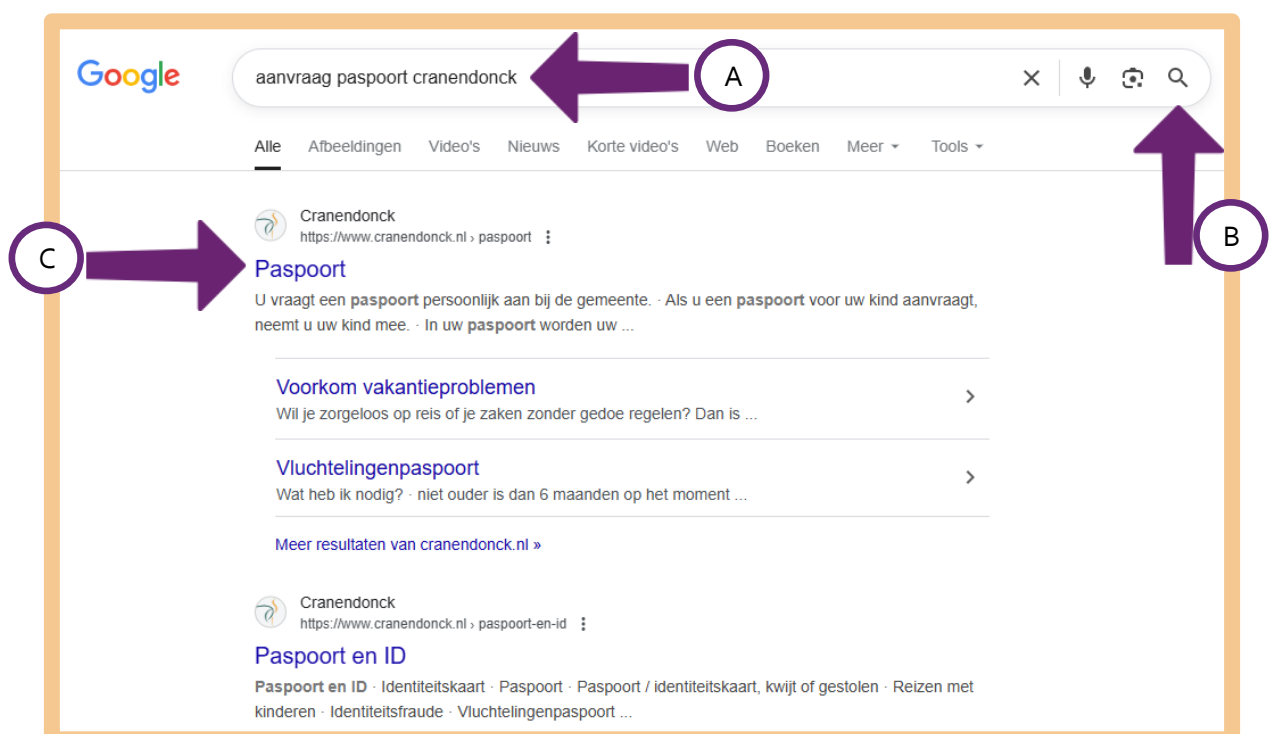 Google
aanvraag paspoort cranendonck
A
Alle Afbeeldingen Video's Nieuws Korte video's Web Boeken Meer Tools
B
C
Cranendonck
https://www.cranendonck.nl › paspoort
Paspoort
U vraagt een paspoort persoonlijk aan bij de gemeente. · Als u een paspoort voor uw kind aanvraagt,
neemt u uw kind mee. · In uw paspoort worden uw ...
Voorkom vakantieproblemen
Wil je zorgeloos op reis of je zaken zonder gedoe regelen? Dan is ...
Vluchtelingenpaspoort
Wat heb ik nodig? · niet ouder is dan 6 maanden op het moment ...
Meer resultaten van cranendonck.nl »
Cranendonck
https://www.cranendonck.nl › paspoort-en-id
Paspoort en ID
Paspoort en ID · Identiteitskaart · Paspoort · Paspoort / identiteitskaart, kwijt of gestolen · Reizen met
kinderen · Identiteitsfraude · Vluchtelingenpaspoort ...